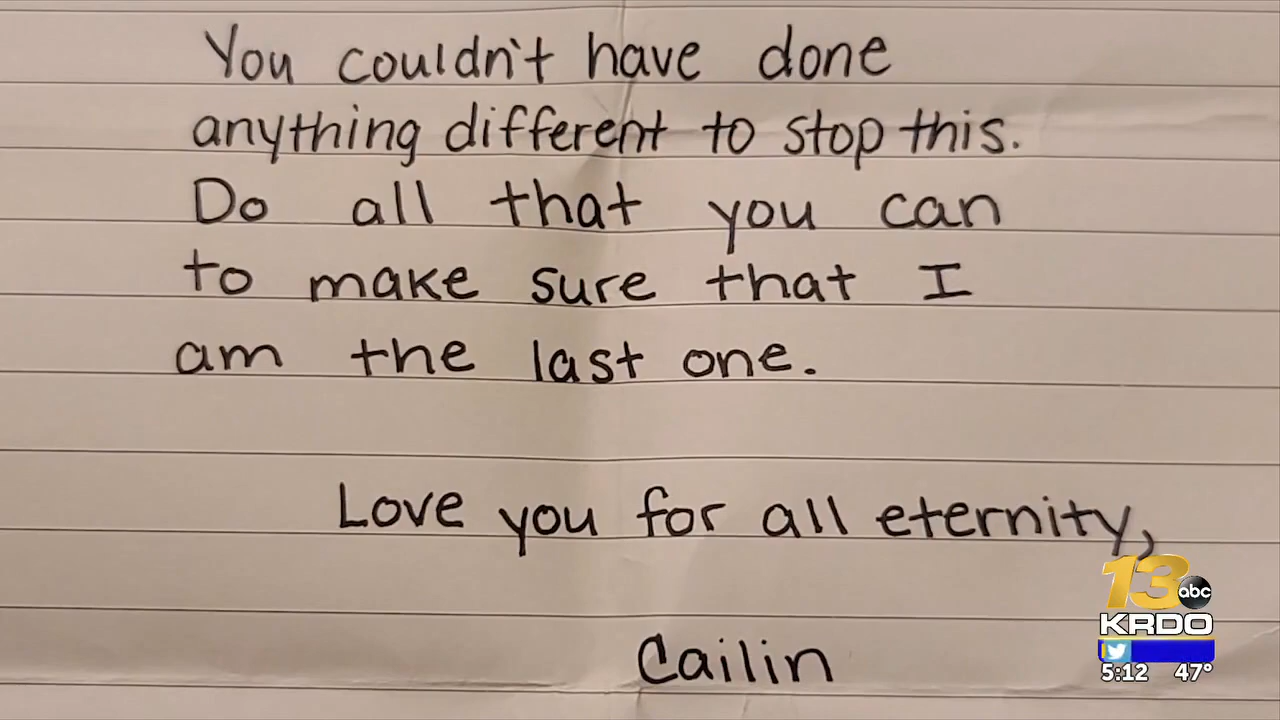 You couldn't have done
anything different to stop this.
Do all that you can
to make sure that I
am the last one.
Love you for all eternity,
Cailin
13 abc
KRDO
5:12 47°